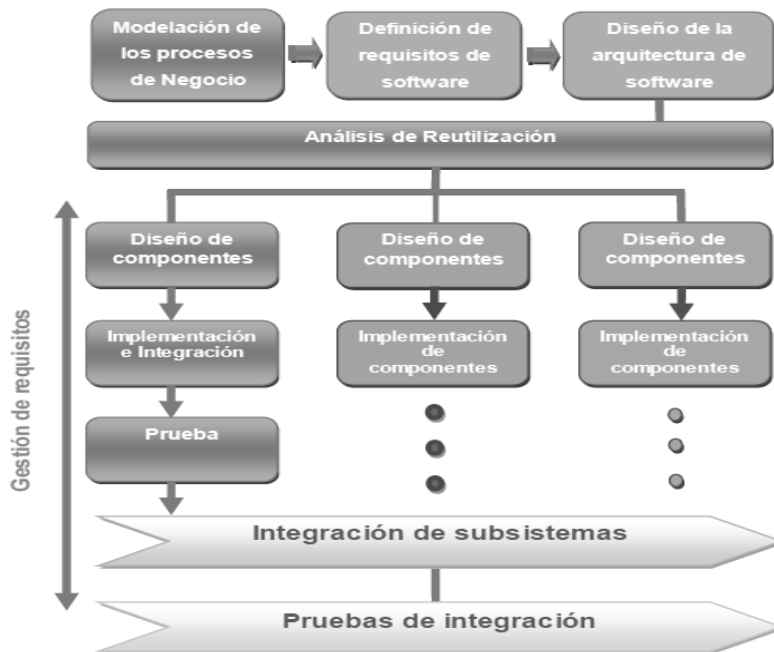 Modelación de
los procesos
de Negocio
Definición de
requisitos de
software
Diseño de la
arquitectura de
software
Análisis de Reutilización
Gestión de requisitos
Diseño de
componentes
Diseño de
componentes
Diseño de
componentes
Implementación
e Integración
Implementación
de
componentes
Implementación
de
componentes
Prueba
Integración de subsistemas
Pruebas de integración